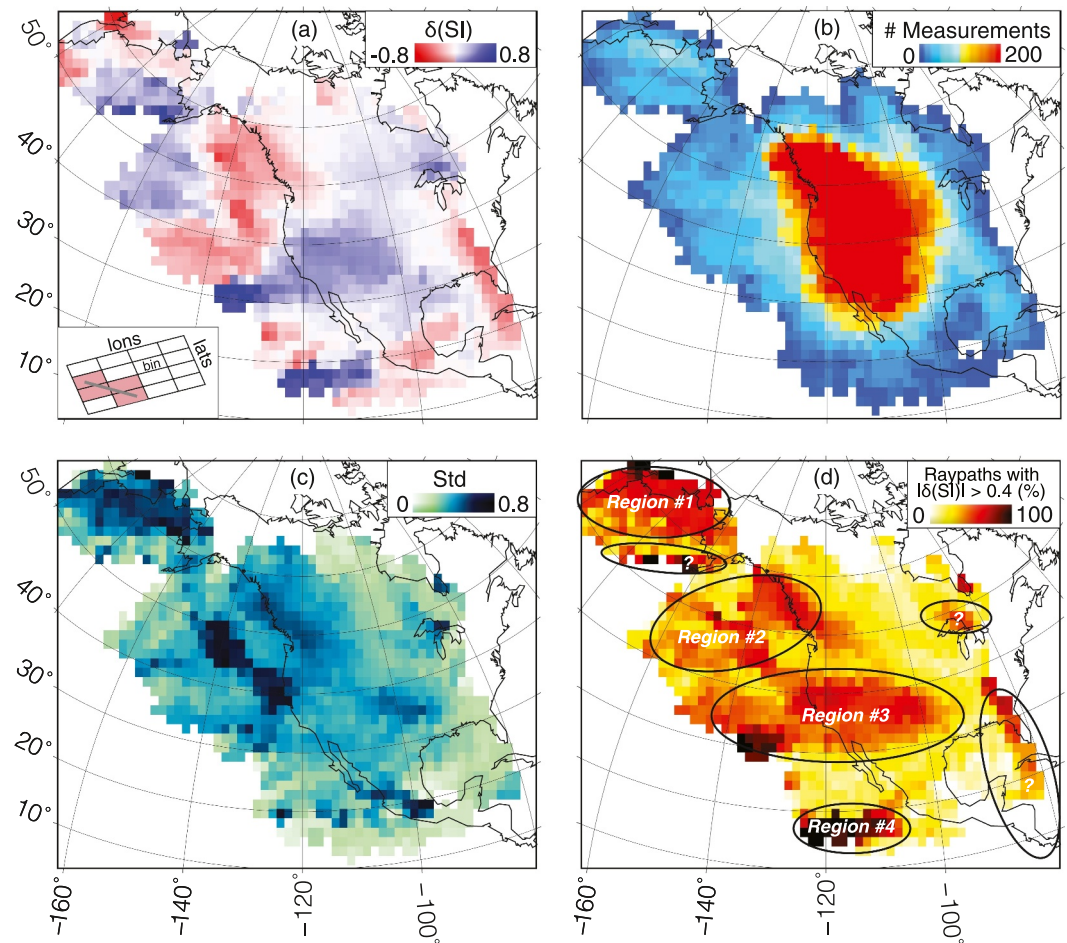 (a)
δ(SI)
-0.8 0.8
50°
40°
30°
20°
10°
lons
lats
bin
(b)
# Measurements
0 200
(c)
Std
0 0.8
50°
40°
30°
20°
10°
−160°
−140°
−120°
−100°
(d)
Raypaths with
|δ(SI)| > 0.4 (%)
0 100
Region #1
?
Region #2
?
Region #3
?
Region #4
−160°
−140°
−120°
−100°